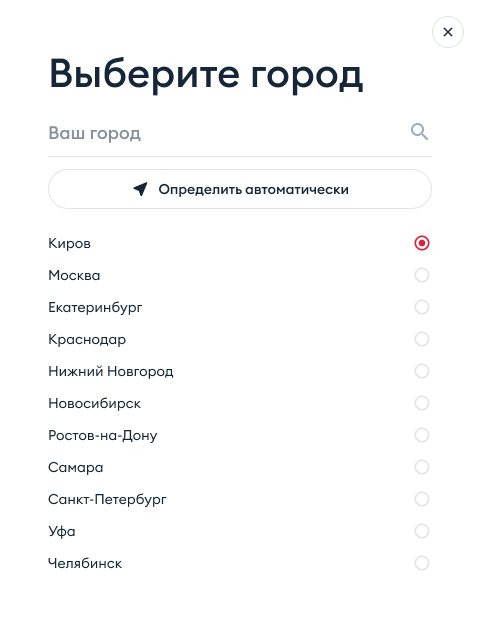 Выберите город
Ваш город
Определить автоматически
Киров
Москва
Екатеринбург
Краснодар
Нижний Новгород
Новосибирск
Ростов-на-Дону
Самара
Санкт-Петербург
Уфа
Челябинск